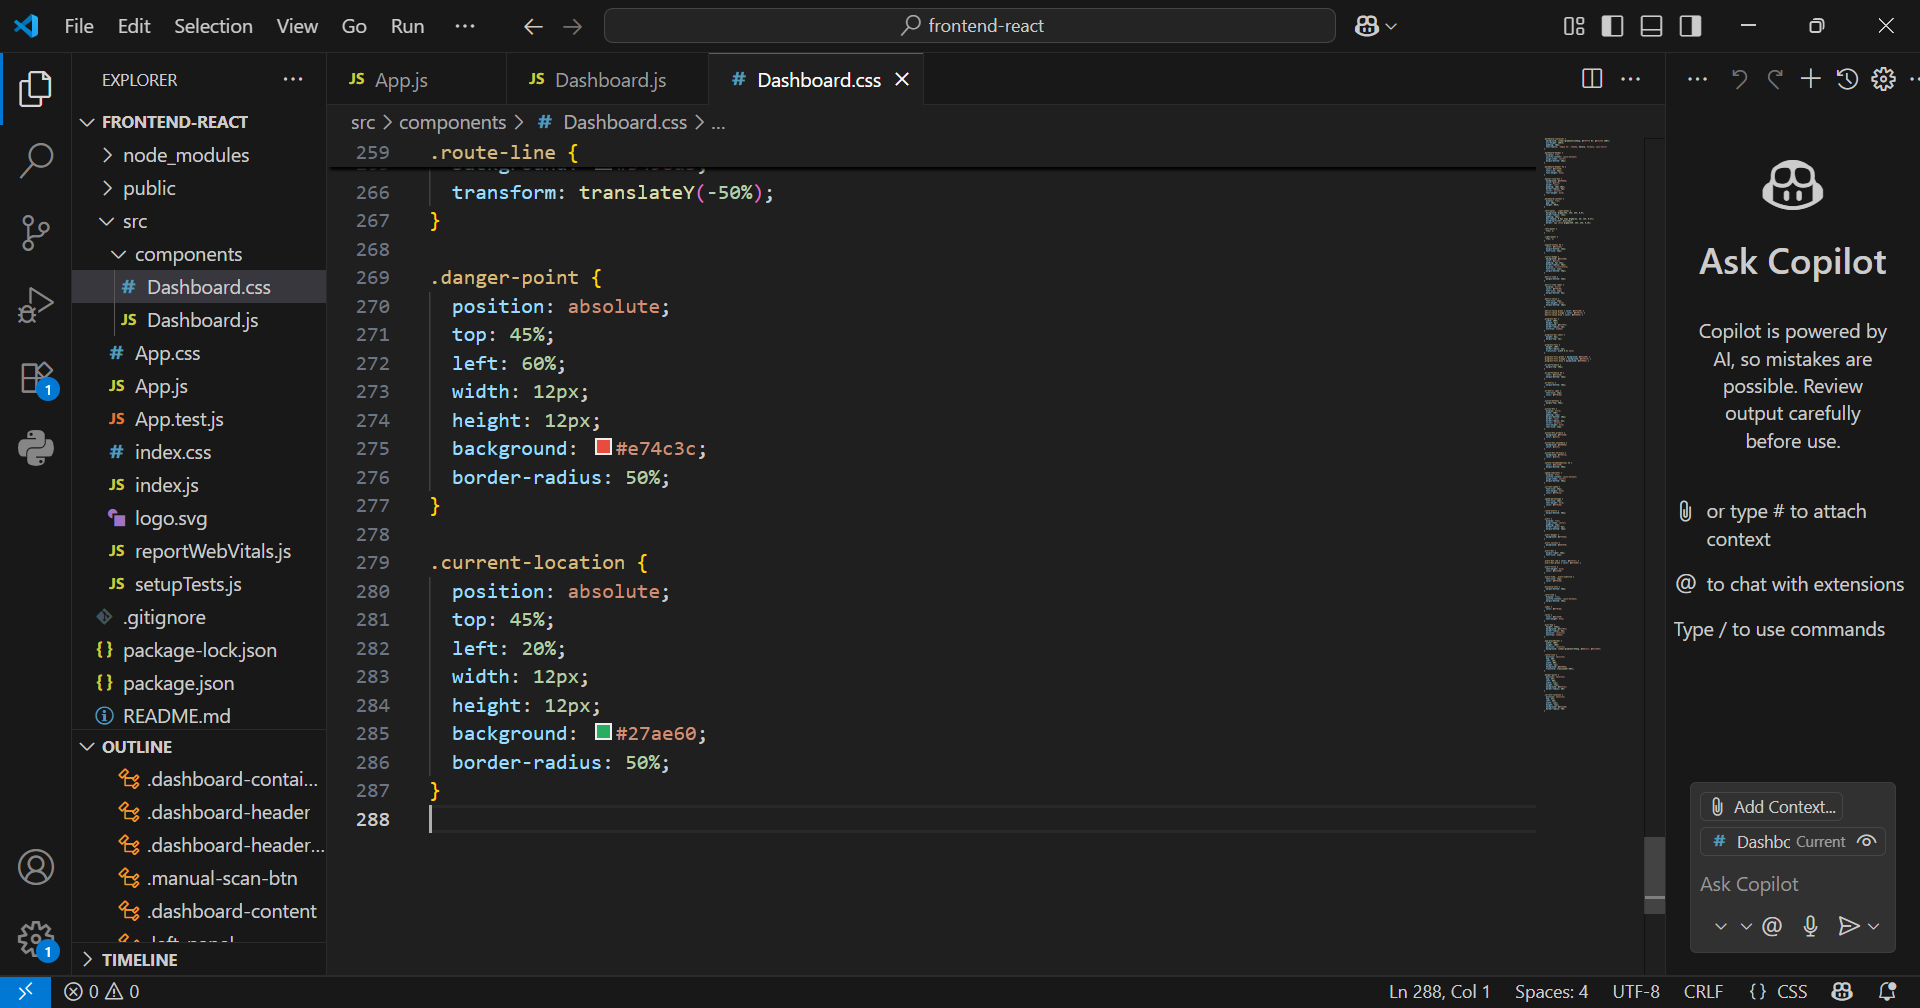 File Edit Selection View Go Run ... frontend-react
EXPLORER ...
FRONTEND-REACT
node_modules
public
src
components
# Dashboard.css
JS Dashboard.js
# App.css
JS App.js
JS App.test.js
# index.css
JS index.js
logo.svg
JS reportWebVitals.js
JS setupTests.js
.gitignore
{} package-lock.json
{} package.json
README.md
OUTLINE
.dashboard-contai...
.dashboard-header
.dashboard-header...
.manual-scan-btn
.dashboard-content
TIMELINE
1
1
JS App.js JS Dashboard.js # Dashboard.css
src > components > # Dashboard.css > ...
259 .route-line {
266 transform: translateY(-50%);
267 }
268
269 .danger-point {
270 position: absolute;
271 top: 45%;
272 left: 60%;
273 width: 12px;
274 height: 12px;
275 background: #e74c3c;
276 border-radius: 50%;
277 }
278
279 .current-location {
280 position: absolute;
281 top: 45%;
282 left: 20%;
283 width: 12px;
284 height: 12px;
285 background: #27ae60;
286 border-radius: 50%;
287 }
288
Ask Copilot
Copilot is powered by
AI, so mistakes are
possible. Review
output carefully
before use.
or type # to attach
context
@ to chat with extensions
Type / to use commands
Add Context...
# Dashbc Current
Ask Copilot
@
0 0 Ln 288, Col 1 Spaces: 4 UTF-8 CRLF {} CSS